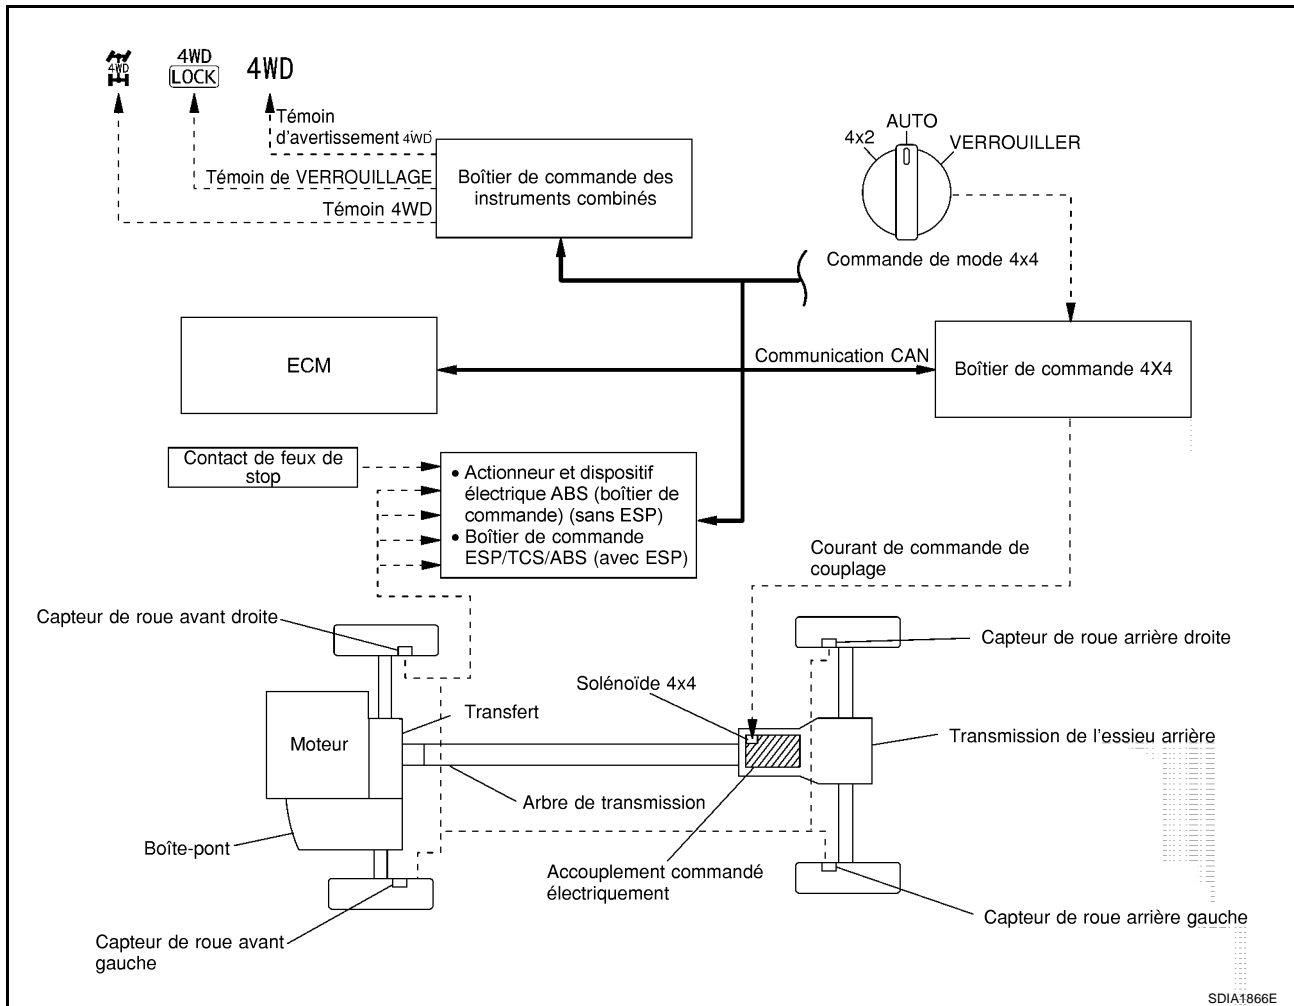 4WD
4WD
LOCK
4WD
Témoin
d'avertissement 4WD
Témoin de VERROUILLAGE
Témoin 4WD
Boîtier de commande des
instruments combinés
4x2
AUTO
VERROUILLER
Commande de mode 4x4
ECM
Communication CAN
Boîtier de commande 4X4
Contact de feux de
stop
• Actionneur et dispositif
électrique ABS (boîtier de
commande) (sans ESP)
• Boîtier de commande
ESP/TCS/ABS (avec ESP)
Courant de commande de
couplage
Capteur de roue avant droite
Capteur de roue arrière droite
Solénoïde 4x4
Transfert
Moteur
Transmission de l'essieu arrière
Arbre de transmission
Boîte-pont
Accouplement commandé
électriquement
Capteur de roue arrière gauche
Capteur de roue avant
gauche
SDIA1866E